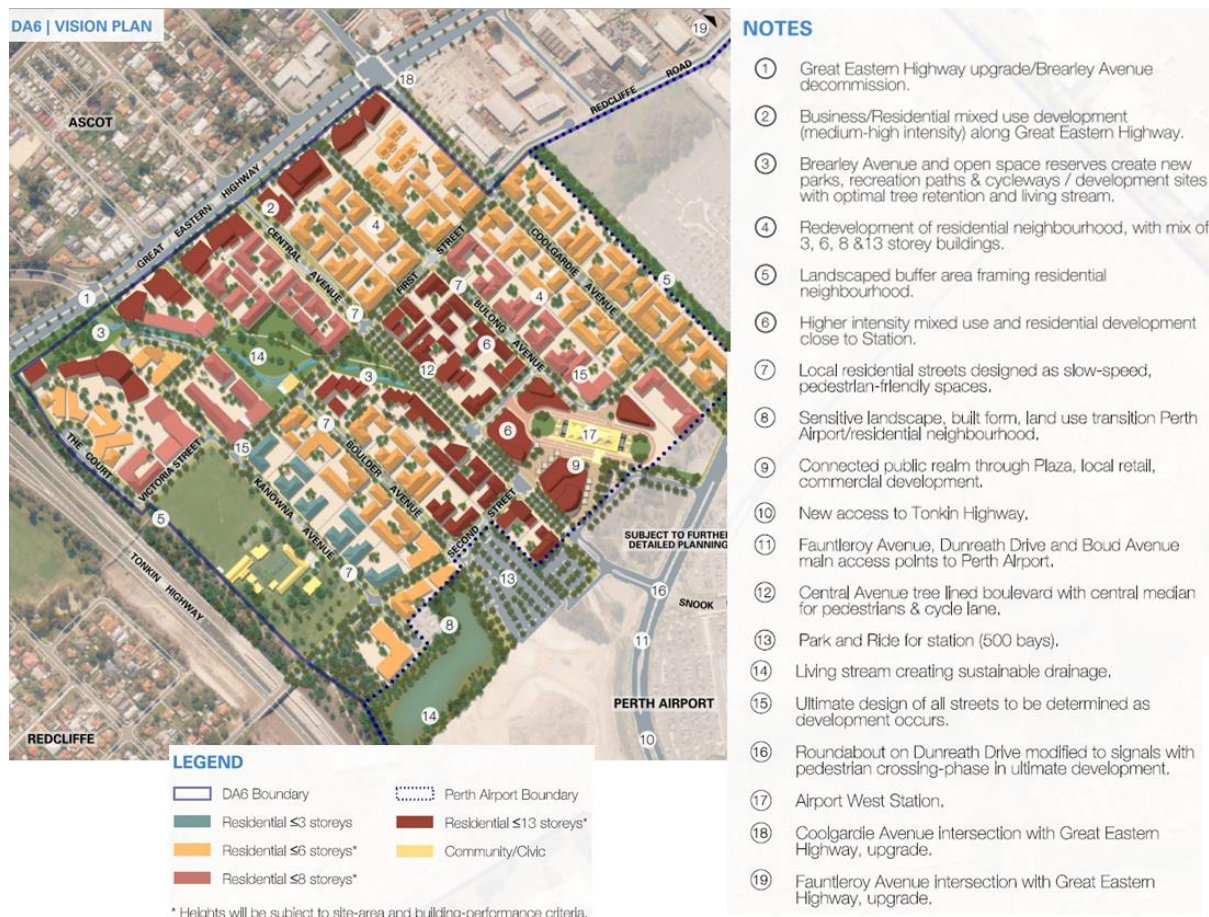 DA6 | VISION PLAN
ASCOT
GREAT EASTERN HIGHWAY
REDCLIFFE ROAD
CENTRAL AVENUE
FIRST STREET
COOLGARDIE AVENUE
BULONG AVENUE
THE COURT
VICTORIA STREET
KANOWNA AVENUE
BOULDER AVENUE
SECOND STREET
TONKIN HIGHWAY
SUBJECT TO FURTHER
DETAILED PLANNING
SNOOK
PERTH AIRPORT
REDCLIFFE
19
18
2
4
1
3
7
5
14
12
6
15
17
9
13
8
16
11
10
LEGEND
DA6 Boundary
Perth Airport Boundary
Residential ≤3 storeys
Residential ≤13 storeys*
Residential ≤6 storeys*
Community/Civic
Residential ≤8 storeys*
* Heights will be subject to site-area and building-performance criteria.
NOTES
1 Great Eastern Highway upgrade/Brearley Avenue
decommission.
2 Business/Residential mixed use development
(medium-high intensity) along Great Eastern Highway.
3 Brearley Avenue and open space reserves create new
parks, recreation paths & cycleways / development sites
with optimal tree retention and living stream.
4 Redevelopment of residential neighbourhood, with mix of
3, 6, 8 &13 storey buildings.
5 Landscaped buffer area framing residential
neighbourhood.
6 Higher intensity mixed use and residential development
close to Station.
7 Local residential streets designed as slow-speed,
pedestrian-friendly spaces.
8 Sensitive landscape, built form, land use transition Perth
Airport/residential neighbourhood.
9 Connected public realm through Plaza, local retail,
commercial development.
10 New access to Tonkin Highway.
11 Fauntleroy Avenue, Dunreath Drive and Boud Avenue
main access points to Perth Airport.
12 Central Avenue tree lined boulevard with central median
for pedestrians & cycle lane.
13 Park and Ride for station (500 bays).
14 Living stream creating sustainable drainage.
15 Ultimate design of all streets to be determined as
development occurs.
16 Roundabout on Dunreath Drive modified to signals with
pedestrian crossing-phase in ultimate development.
17 Airport West Station.
18 Coolgardie Avenue intersection with Great Eastern
Highway, upgrade.
19 Fauntleroy Avenue intersection with Great Eastern
Highway, upgrade.